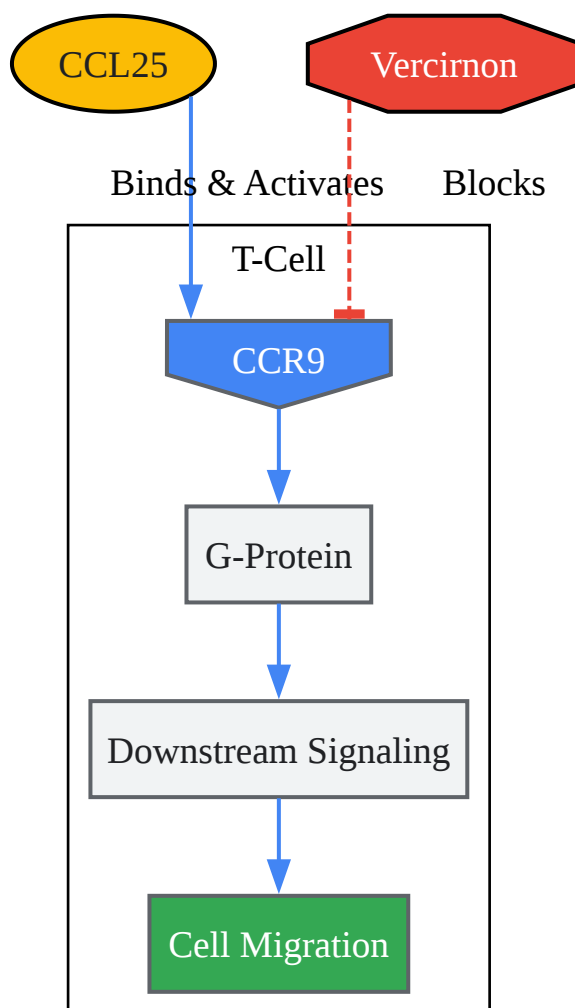 CCL25
Vercirnon
Binds & Activates
Blocks
T-Cell
CCR9
G-Protein
Downstream Signaling
Cell Migration